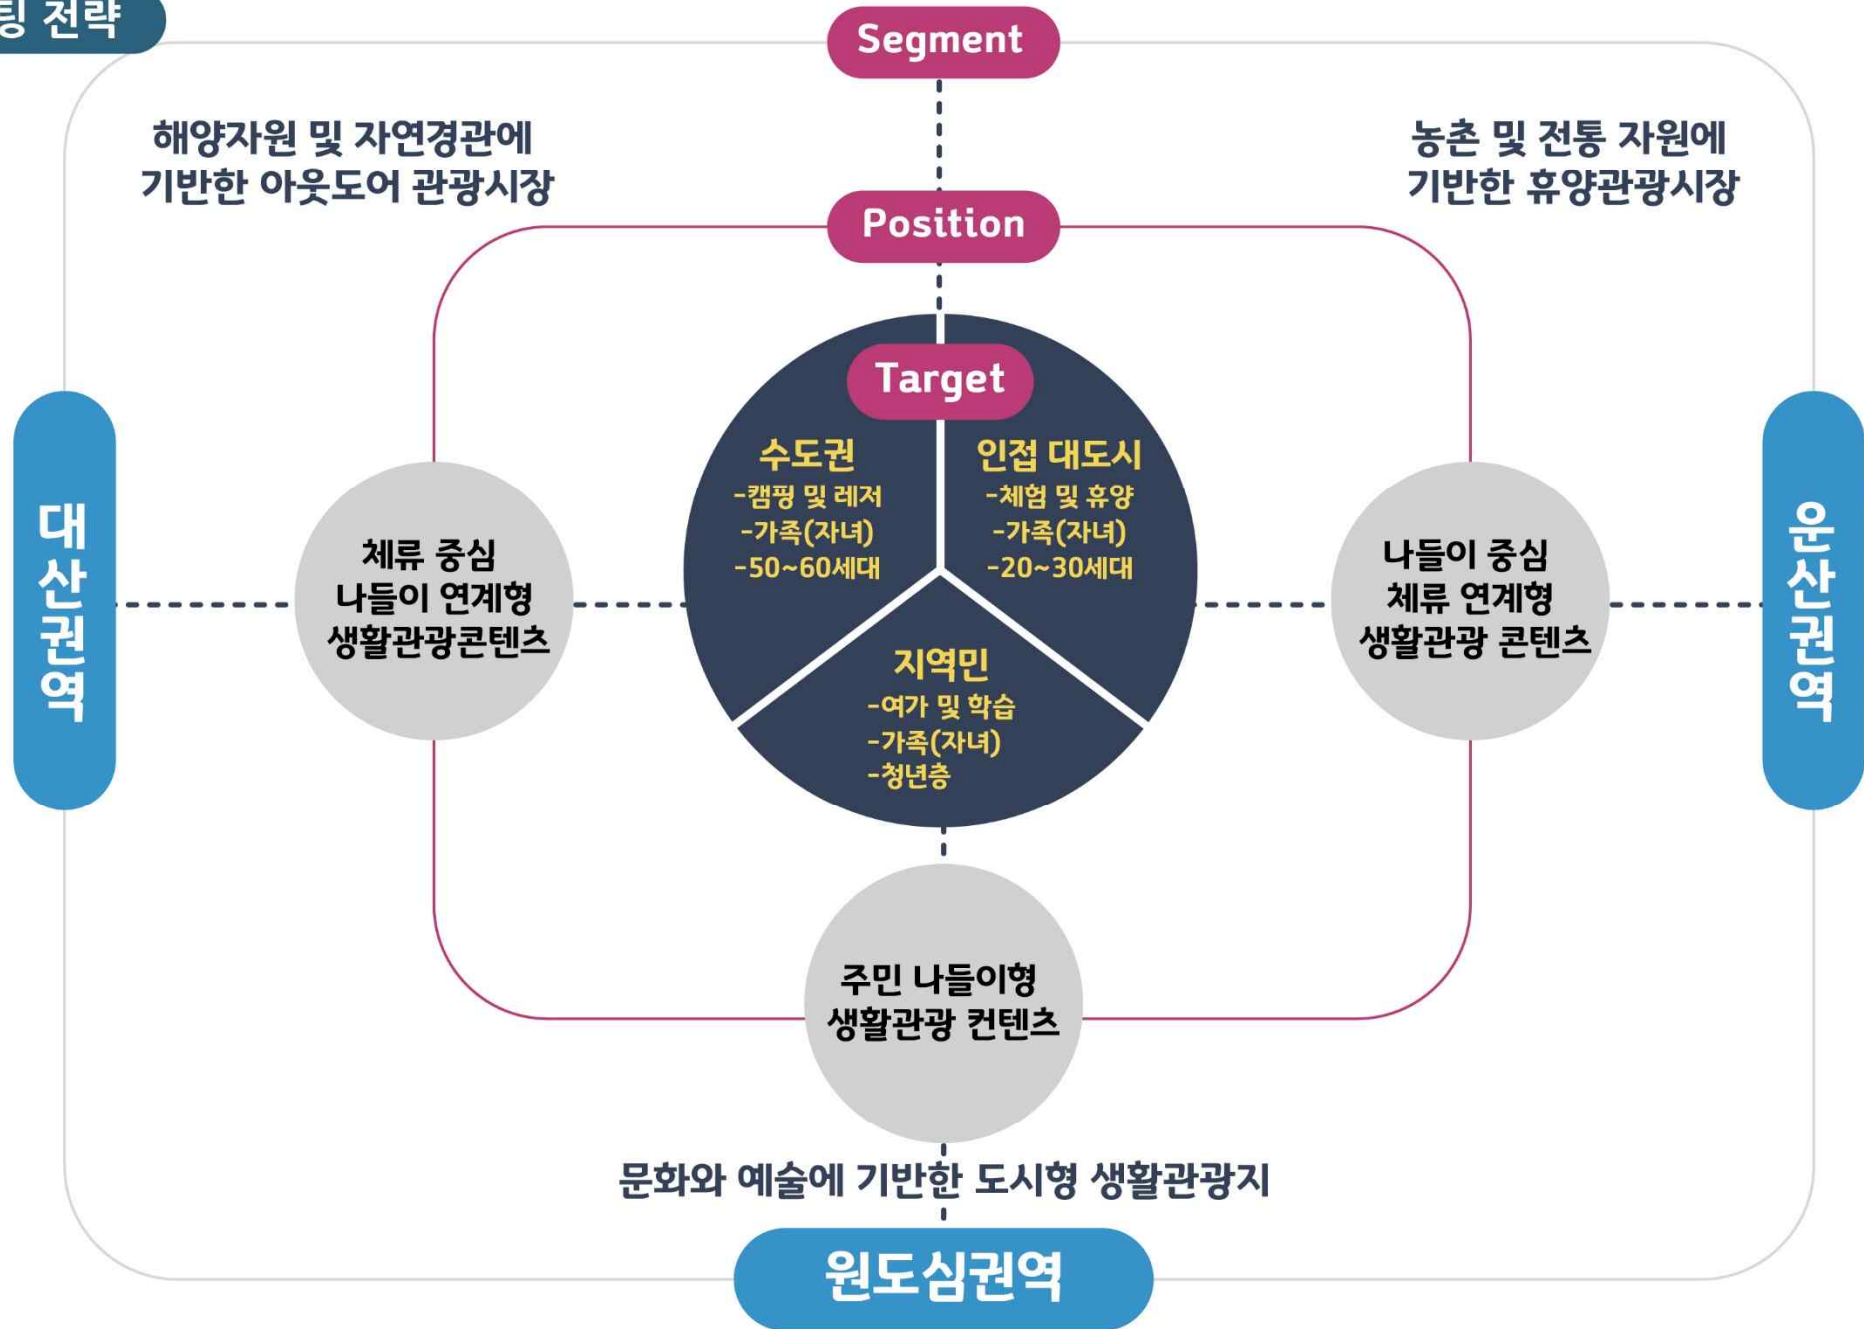 팅 전략
Segment
해양자원 및 자연경관에
기반한 아웃도어 관광시장
농촌 및 전통 자원에
기반한 휴양관광시장
Position
Target
수도권
-캠핑 및 레저
-가족(자녀)
-50~60세대
인접 대도시
-체험 및 휴양
-가족(자녀)
-20~30세대
지역민
-여가 및 학습
-가족(자녀)
-청년층
대산권역
체류 중심
나들이 연계형
생활관광콘텐츠
나들이 중심
체류 연계형
생활관광 콘텐츠
운산권역
주민 나들이형
생활관광 컨텐츠
문화와 예술에 기반한 도시형 생활관광지
원도심권역